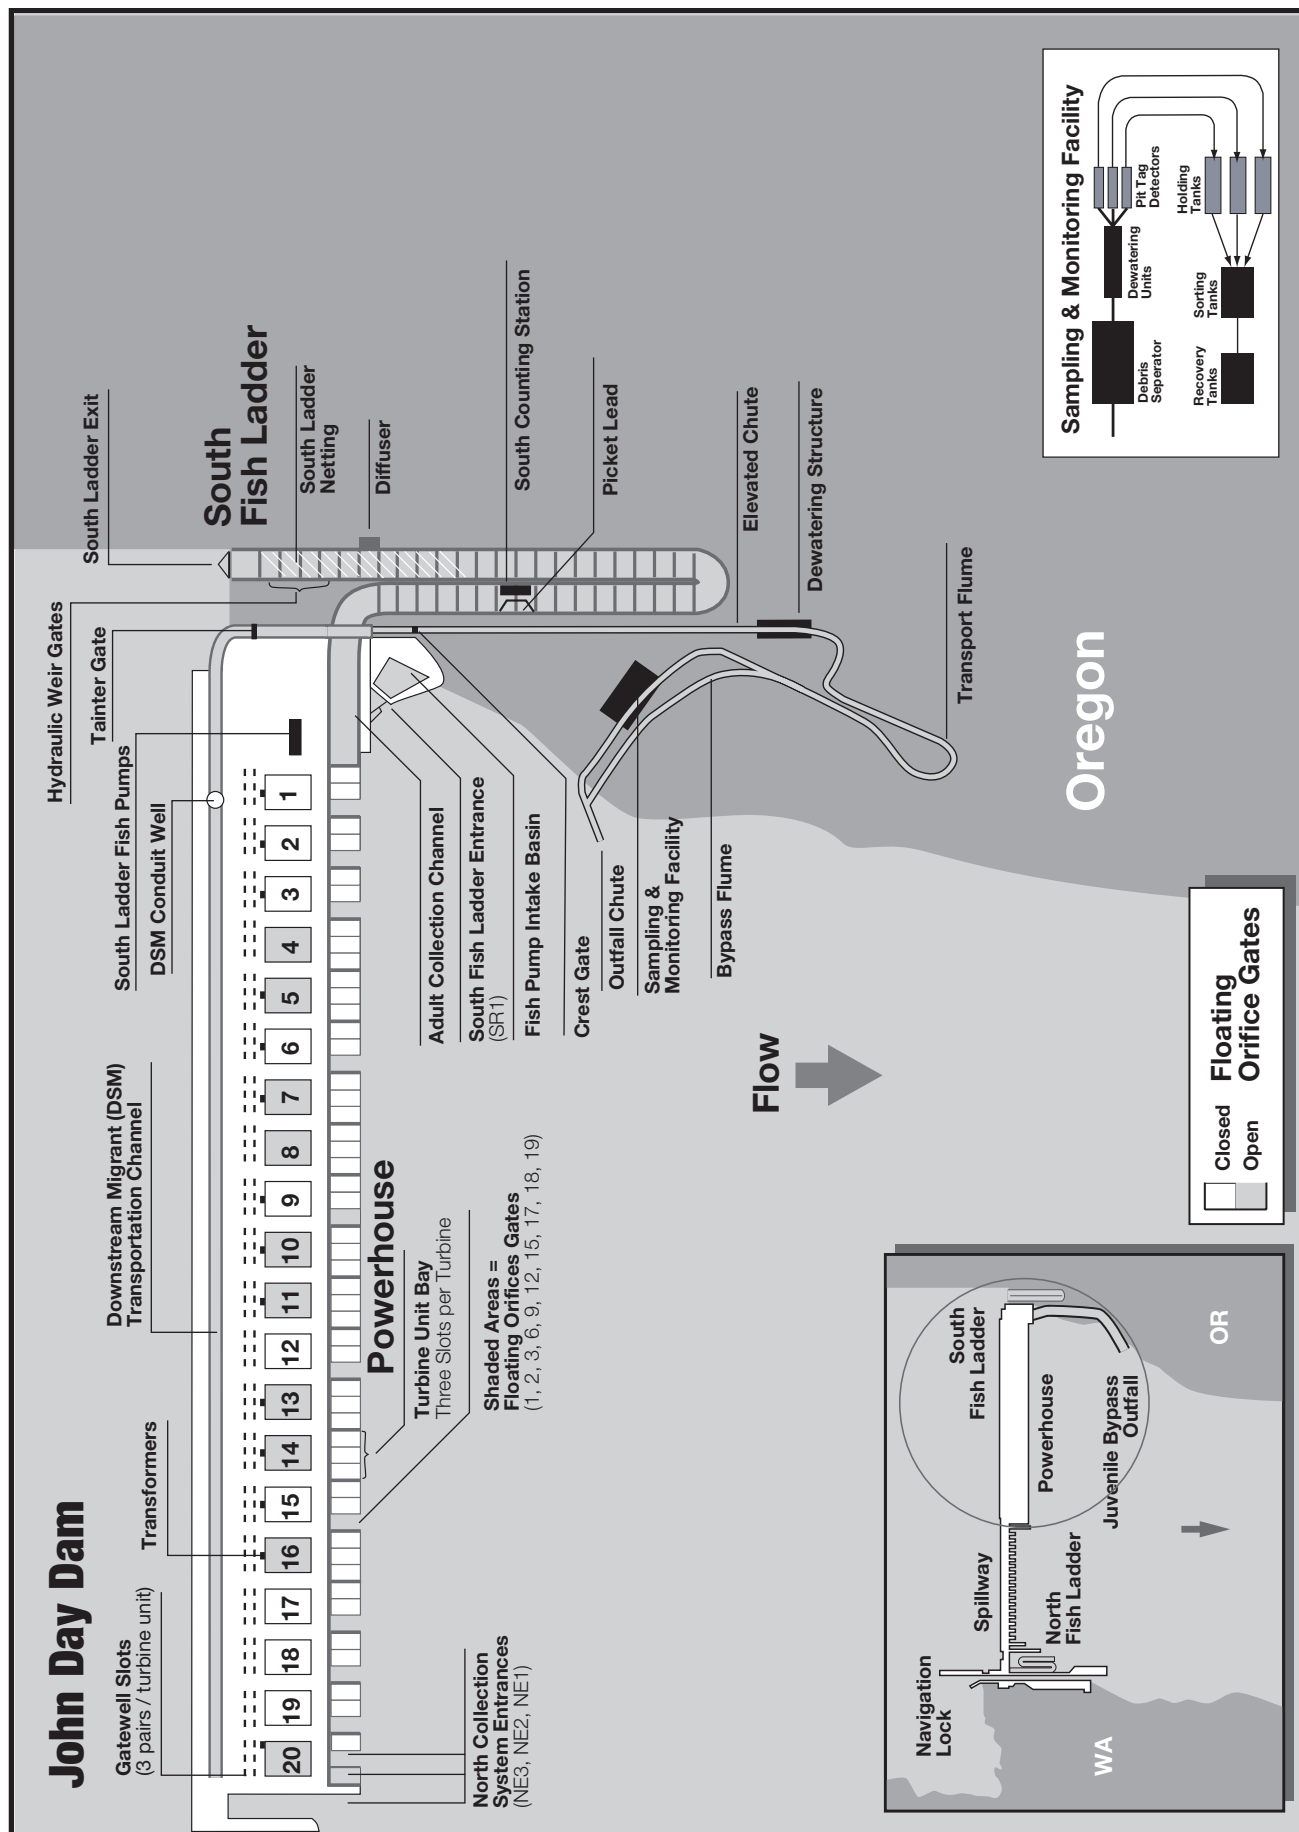 John Day Dam
Gatewell Slots
(3 pairs / turbine unit)
Transformers
Downstream Migrant (DSM)
Transportation Channel
DSM Conduit Well
South Ladder Fish Pumps
Tainter Gate
Hydraulic Weir Gates
South Ladder Exit
South
Fish Ladder
South Ladder
Netting
Diffuser
South Counting Station
Picket Lead
Elevated Chute
Dewatering Structure
Transport Flume
20
19
18
17
16
15
14
13
12
11
10
9
8
7
6
5
4
3
2
1
North Collection
System Entrances
(NE3, NE2, NE1)
Powerhouse
Turbine Unit Bay
Three Slots per Turbine
Shaded Areas =
Floating Orifices Gates
(1, 2, 3, 6, 9, 12, 15, 17, 18, 19)
Adult Collection Channel
South Fish Ladder Entrance
(SR1)
Fish Pump Intake Basin
Crest Gate
Outfall Chute
Sampling &
Monitoring Facility
Bypass Flume
Flow
Oregon
Navigation
Lock
Spillway
North
Fish Ladder
South
Fish Ladder
Powerhouse
Juvenile Bypass
Outfall
WA
OR
Closed
Open
Floating
Orifice Gates
Sampling & Monitoring Facility
Debris
Seperator
Dewatering
Units
Pit Tag
Detectors
Recovery
Tanks
Sorting
Tanks
Holding
Tanks